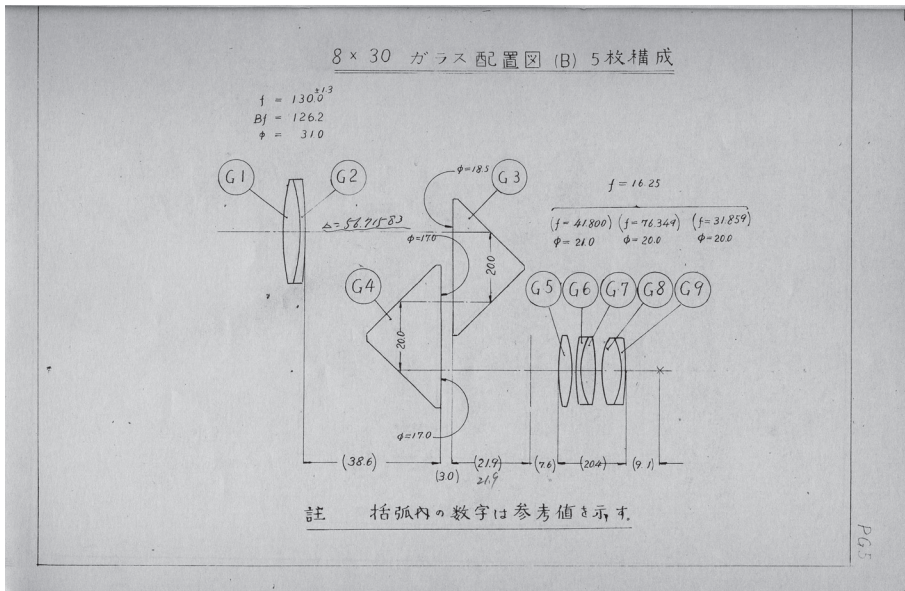 8×30 ガラス配置図 (B) 5枚構成
f = 130.0 ±1.3
Bf = 126.2
φ = 31.0
G1
G2
φ=18.5
G3
f = 16.25
(f=41.800) (f=76.349) (f=31.859)
φ=21.0 φ=20.0 φ=20.0
Δ=56.71583
φ=17.0
20.0
G4
20.0
G5
G6
G7
G8
G9
φ=17.0
(38.6)
(3.0)
(21.9)
21.9
(7.6)
(20.4)
(9.1)
註 括弧内の数字は参考値を示す。
PG5